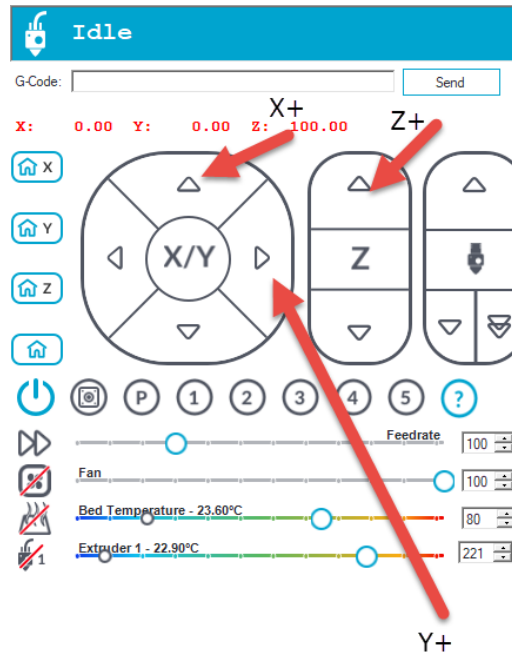 Idle
G-Code: Send
X+
Z+
X: 0.00 Y: 0.00 Z: 100.00
X
Y
X/Y Z
Z
P 1 2 3 4 5 ?
Feedrate 100
Fan 100
Bed Temperature - 23.60°C 80
Extruder 1 - 22.90°C 221
1
Y+